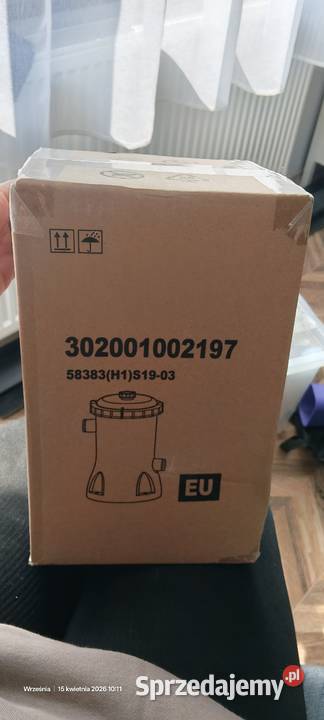 302001002197
58383(H1)S19-03
EU
Września | 15 kwietnia 2026 10:11
Sprzedajemy.pl